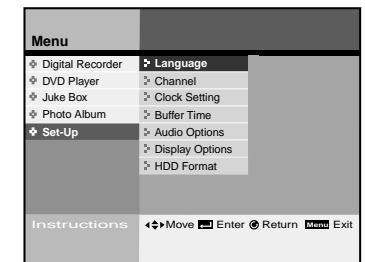 Menu
Digital Recorder
DVD Player
Juke Box
Photo Album
Set-Up
Language
Channel
Clock Setting
Buffer Time
Audio Options
Display Options
HDD Format
Instructions Move Enter Return Menu Exit